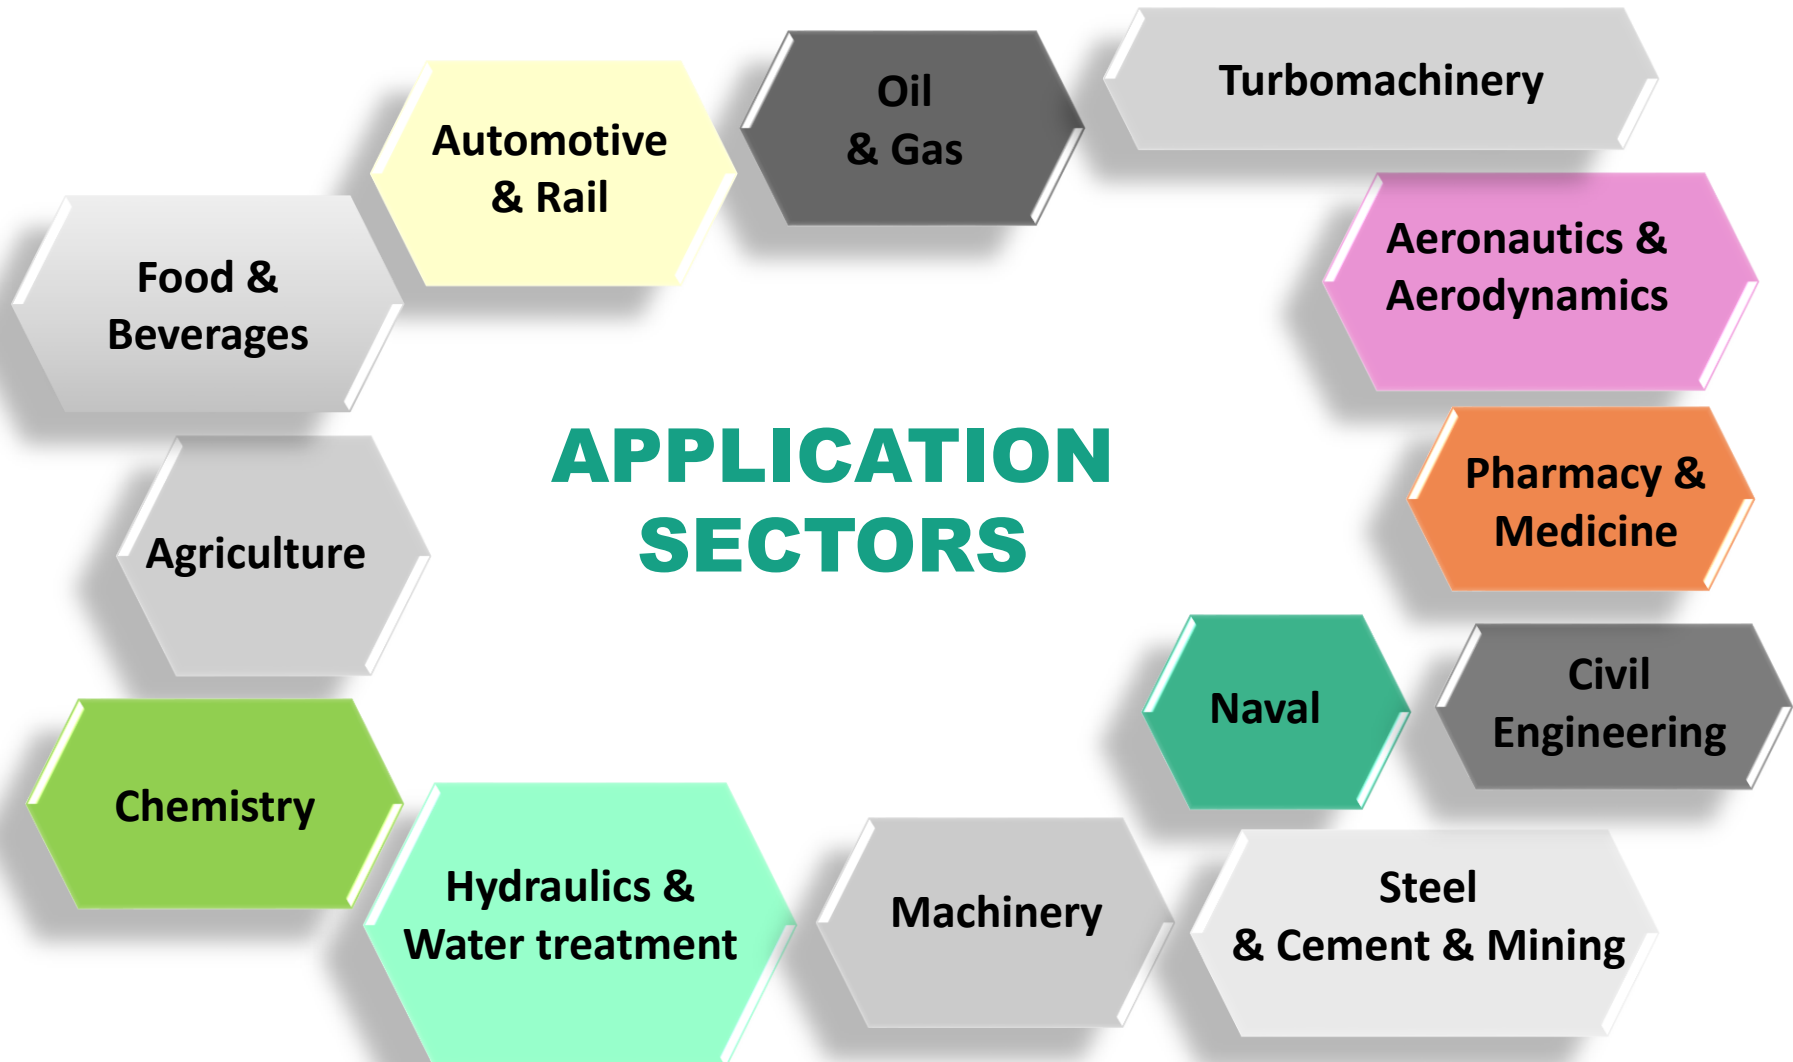 Oil
& Gas
Turbomachinery
Automotive
& Rail
Aeronautics &
Aerodynamics
Food &
Beverages
APPLICATION
SECTORS
Pharmacy &
Medicine
Agriculture
Naval
Civil
Engineering
Chemistry
Hydraulics &
Water treatment
Machinery
Steel
& Cement & Mining